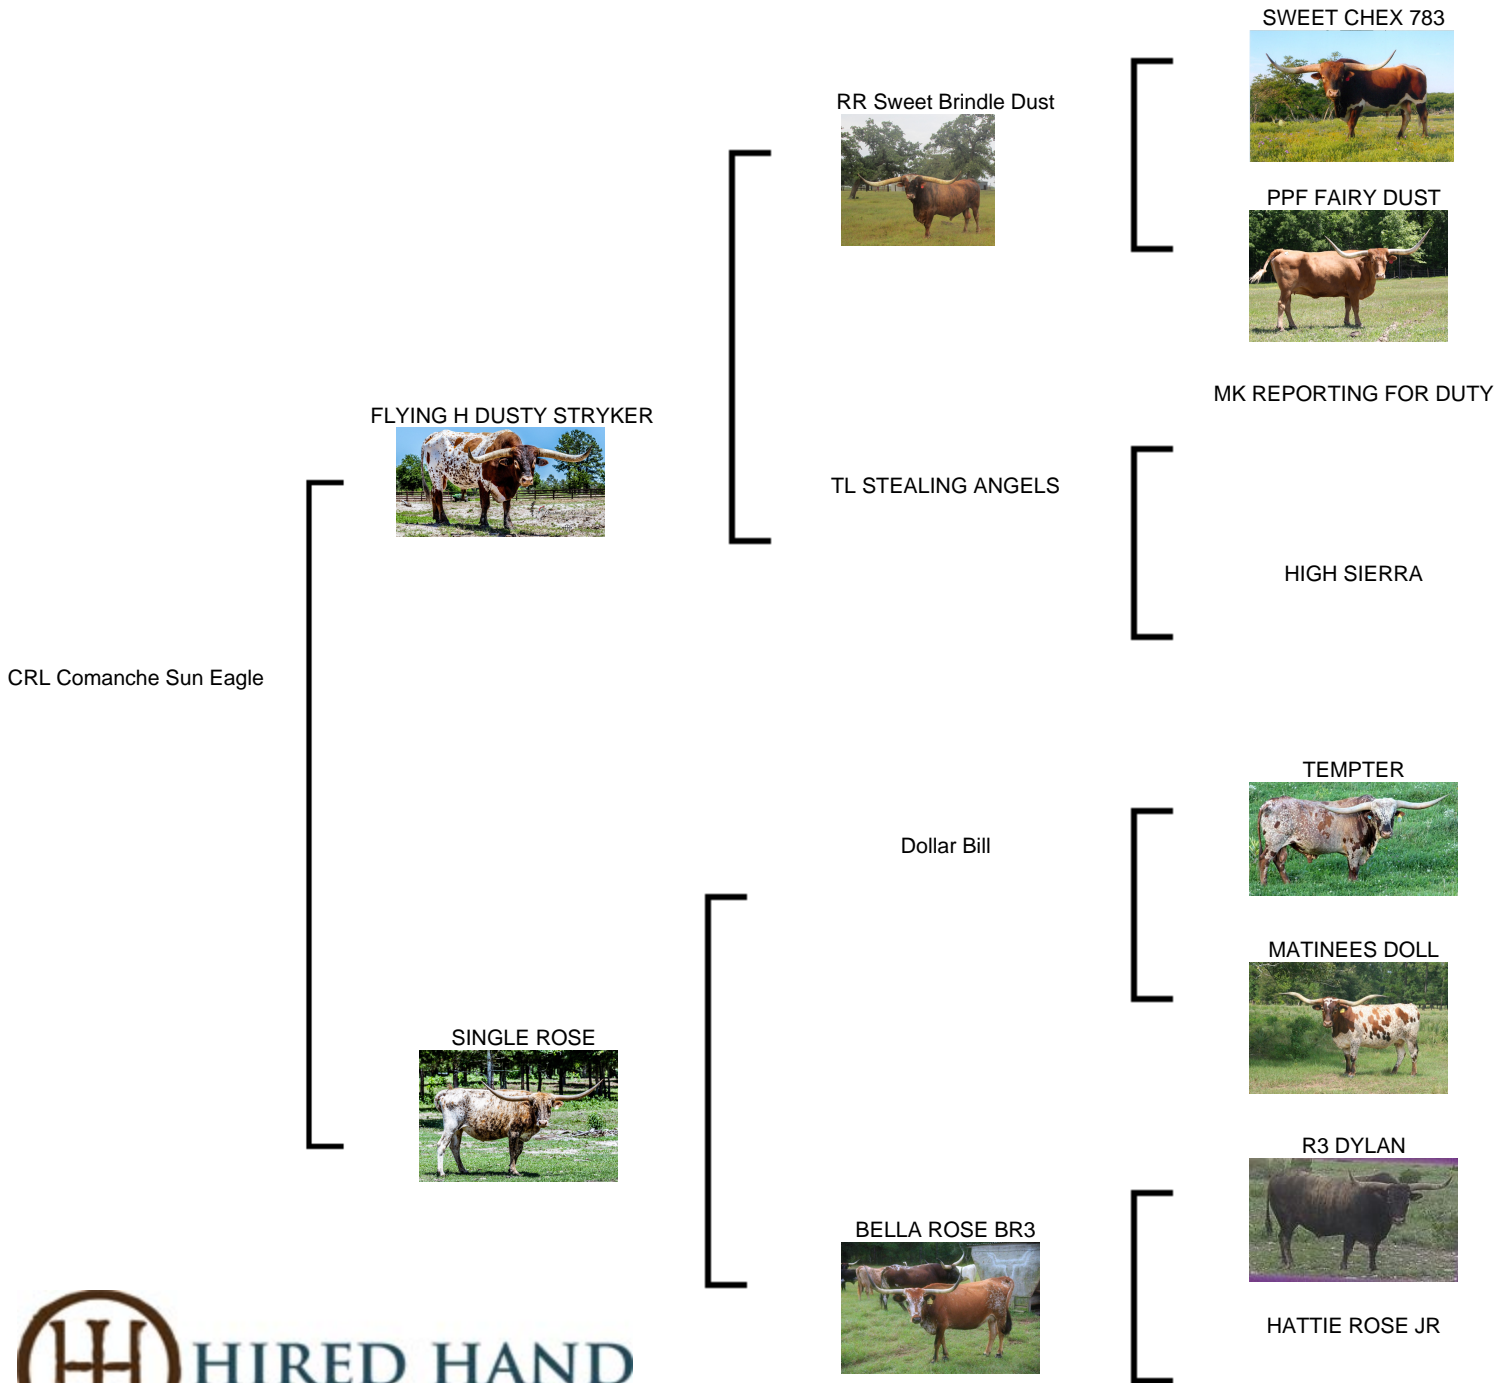 SWEET CHEX 783
RR Sweet Brindle Dust
PPF FAIRY DUST
MK REPORTING FOR DUTY
FLYING H DUSTY STRYKER
TL STEALING ANGELS
HIGH SIERRA
CRL Comanche Sun Eagle
TEMPTER
Dollar Bill
MATINEES DOLL
SINGLE ROSE
R3 DYLAN
BELLA ROSE BR3
HATTIE ROSE JR
HIRED HAND